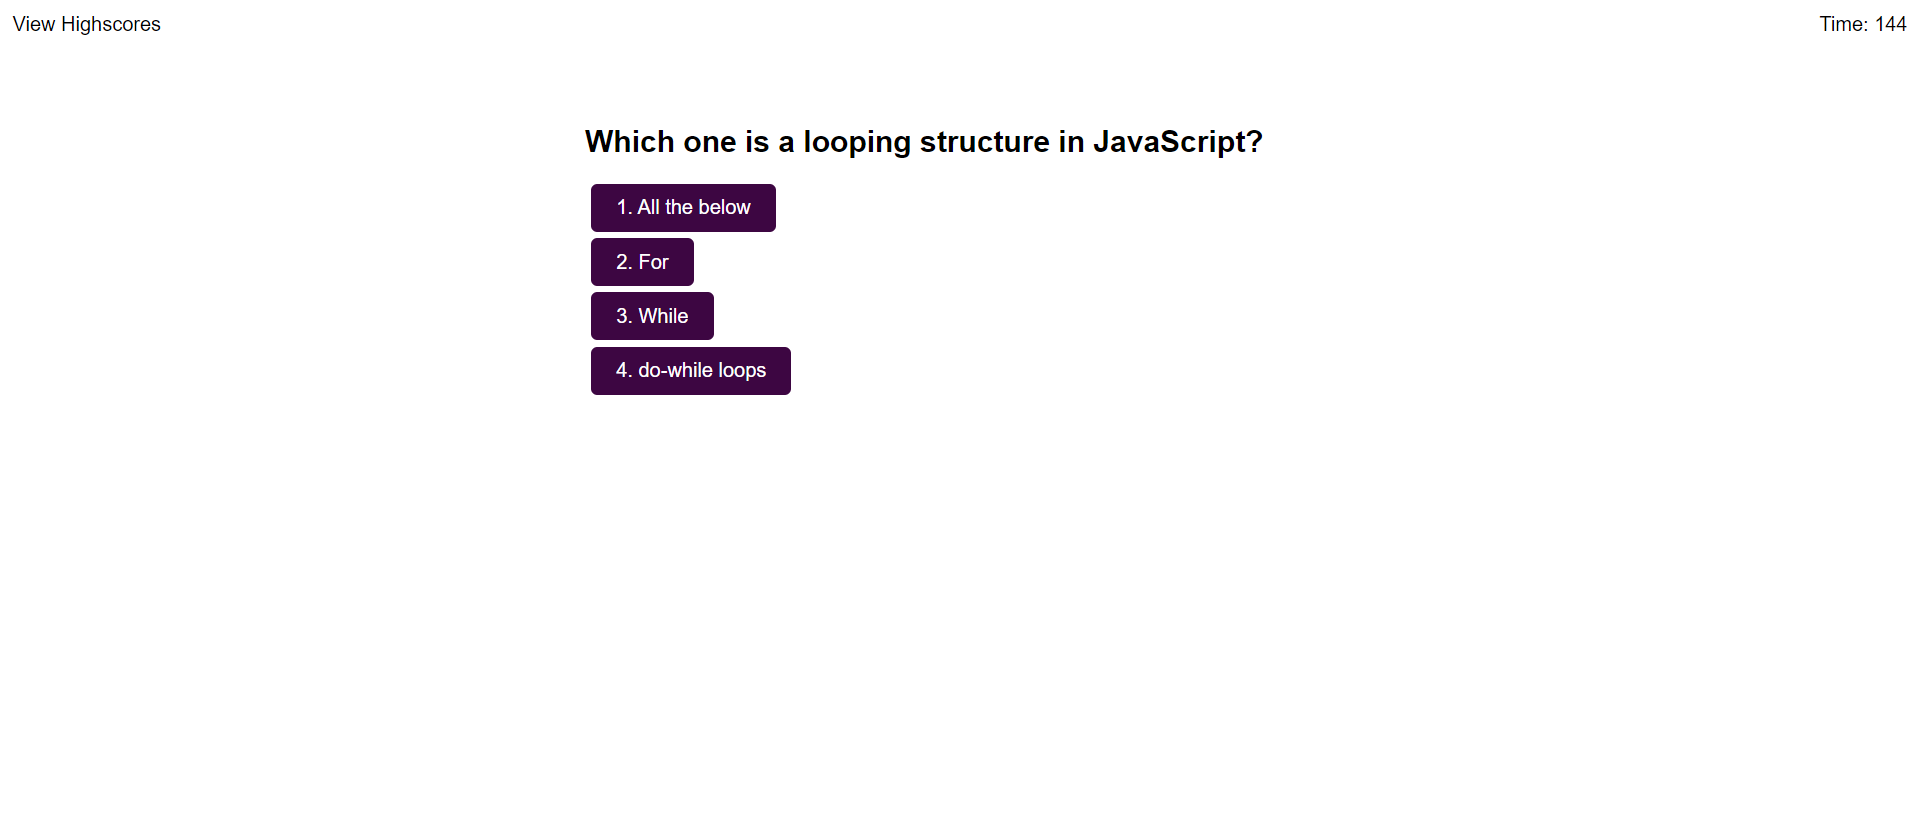 View Highscores
Time: 144
Which one is a looping structure in JavaScript?
1. All the below
2. For
3. While
4. do-while loops